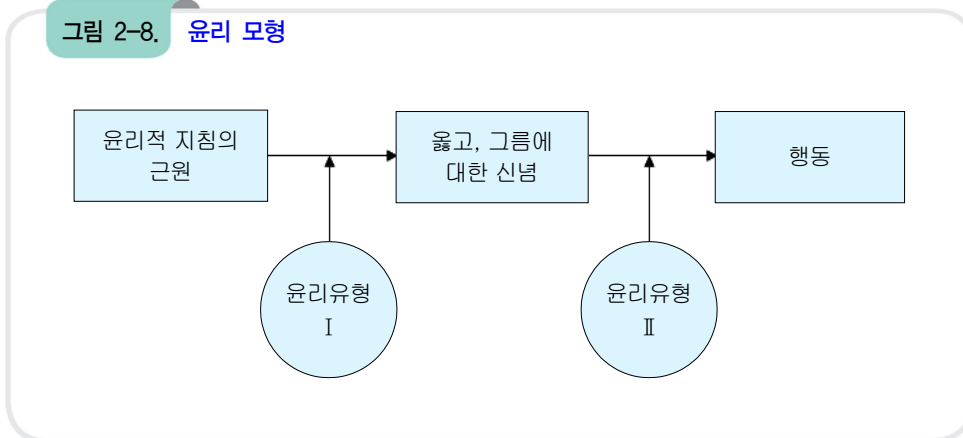 그림 2-8. 윤리 모형
윤리적 지침의
근원
옳고, 그름에
대한 신념
행동
윤리유형
Ⅰ
윤리유형
Ⅱ